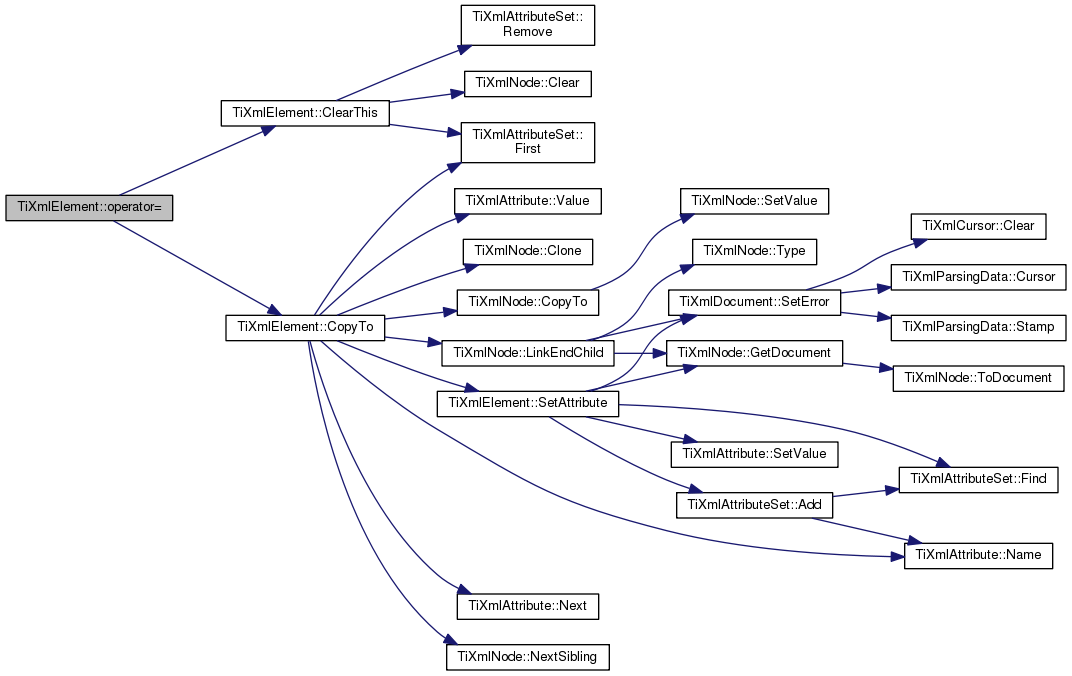 TiXmlAttributeSet::
Remove
TiXmlNode::Clear
TiXmlElement::ClearThis
TiXmlAttributeSet::
First
TiXmlElement::operator=
TiXmlAttribute::Value
TiXmlNode::SetValue
TiXmlCursor::Clear
TiXmlNode::Clone
TiXmlNode::Type
TiXmlParsingData::Cursor
TiXmlNode::CopyTo
TiXmlDocument::SetError
TiXmlElement::CopyTo
TiXmlParsingData::Stamp
TiXmlNode::LinkEndChild
TiXmlNode::GetDocument
TiXmlNode::ToDocument
TiXmlElement::SetAttribute
TiXmlAttribute::SetValue
TiXmlAttributeSet::Find
TiXmlAttributeSet::Add
TiXmlAttribute::Name
TiXmlAttribute::Next
TiXmlNode::NextSibling